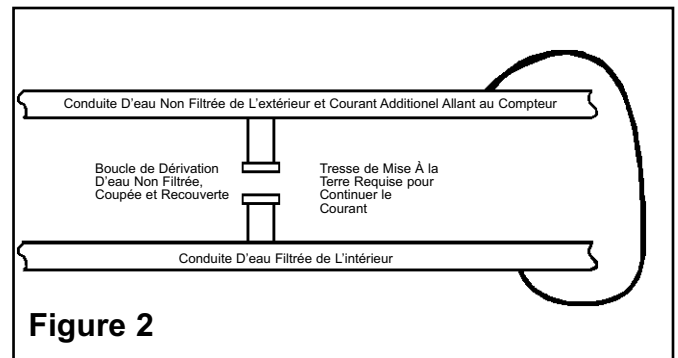 Conduite D'eau Non Filtrée de L'extérieur et Courant Additionel Allant au Compteur
Boucle de Dérivation
D'eau Non Filtrée,
Coupée et Recouverte
Tresse de Mise À la
Terre Requise pour
Continuer le
Courant
Conduite D'eau Filtrée de L'intérieur
Figure 2